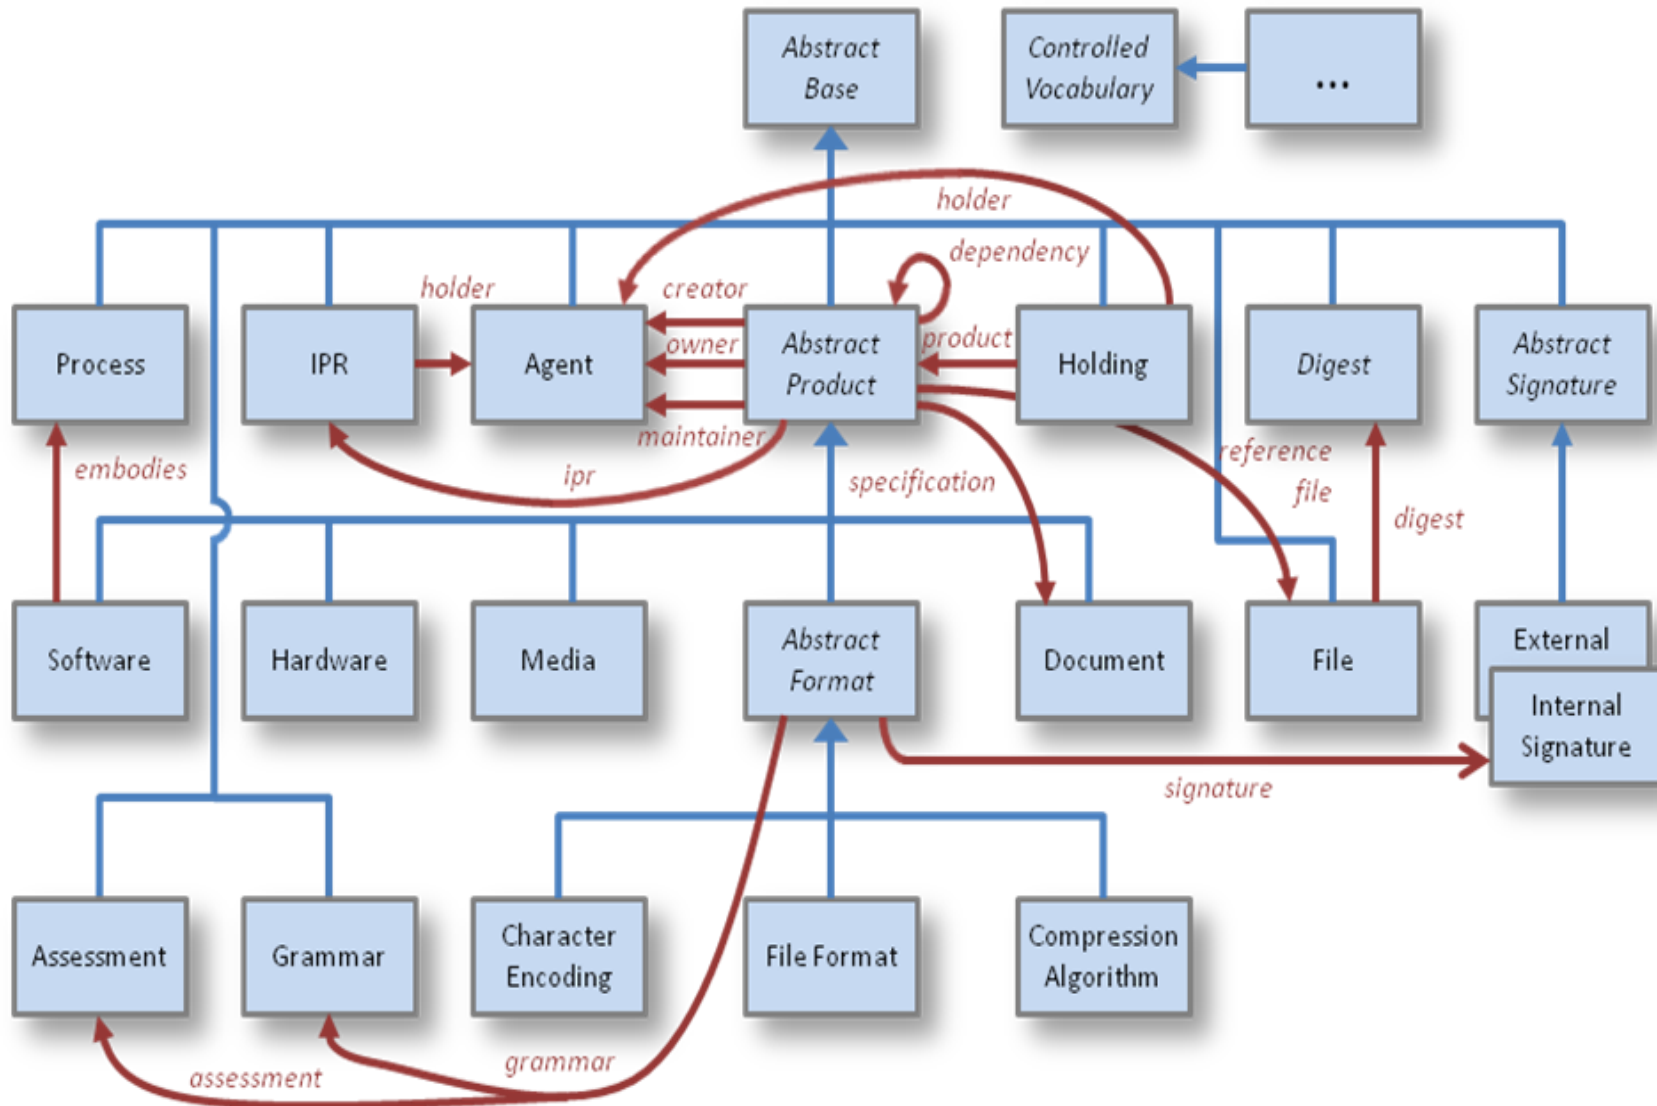 Abstract
Base
Controlled
Vocabulary
...
holder
dependency
holder
creator
owner
product
maintainer
Process
IPR
Agent
Abstract
Product
Holding
Digest
Abstract
Signature
embodies
ipr
specification
reference
file
digest
Software
Hardware
Media
Abstract
Format
Document
File
External
Internal
Signature
signature
Assessment
Grammar
Character
Encoding
File Format
Compression
Algorithm
assessment
grammar